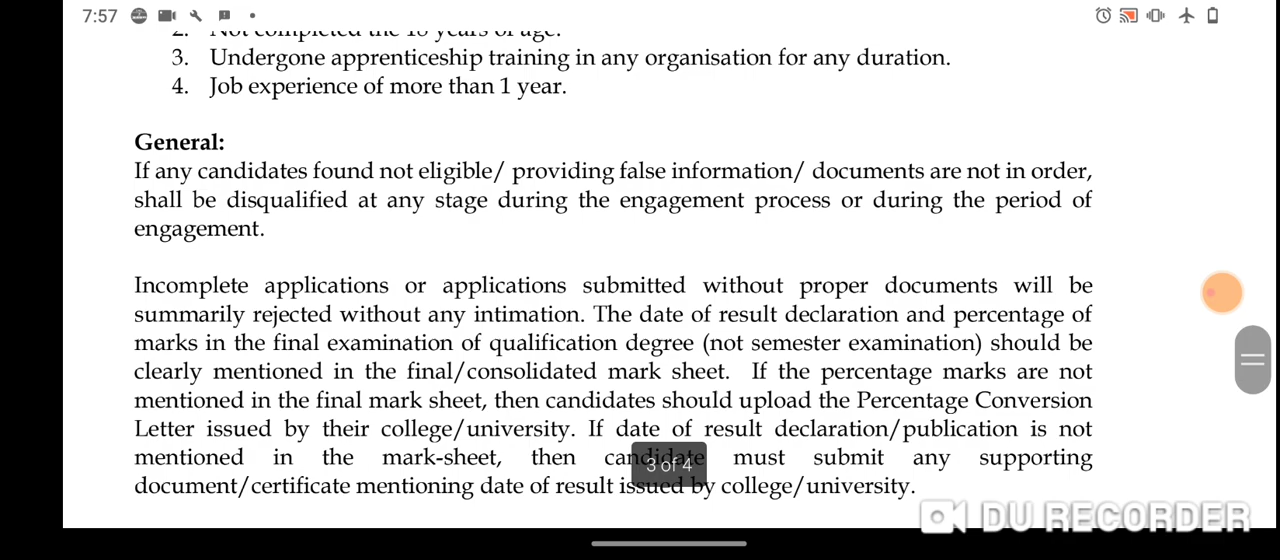 7:57
2. Not completed the 18 years of age.
3. Undergone apprenticeship training in any organisation for any duration.
4. Job experience of more than 1 year.
General:
If any candidates found not eligible/ providing false information/ documents are not in order,
shall be disqualified at any stage during the engagement process or during the period of
engagement.
Incomplete applications or applications submitted without proper documents will be
summarily rejected without any intimation. The date of result declaration and percentage of
marks in the final examination of qualification degree (not semester examination) should be
clearly mentioned in the final/consolidated mark sheet. If the percentage marks are not
mentioned in the final mark sheet, then candidates should upload the Percentage Conversion
Letter issued by their college/university. If date of result declaration/publication is not
mentioned in the mark-sheet, then candidate must submit any supporting
3 of 4
document/certificate mentioning date of result issued by college/university.
DU RECORDER